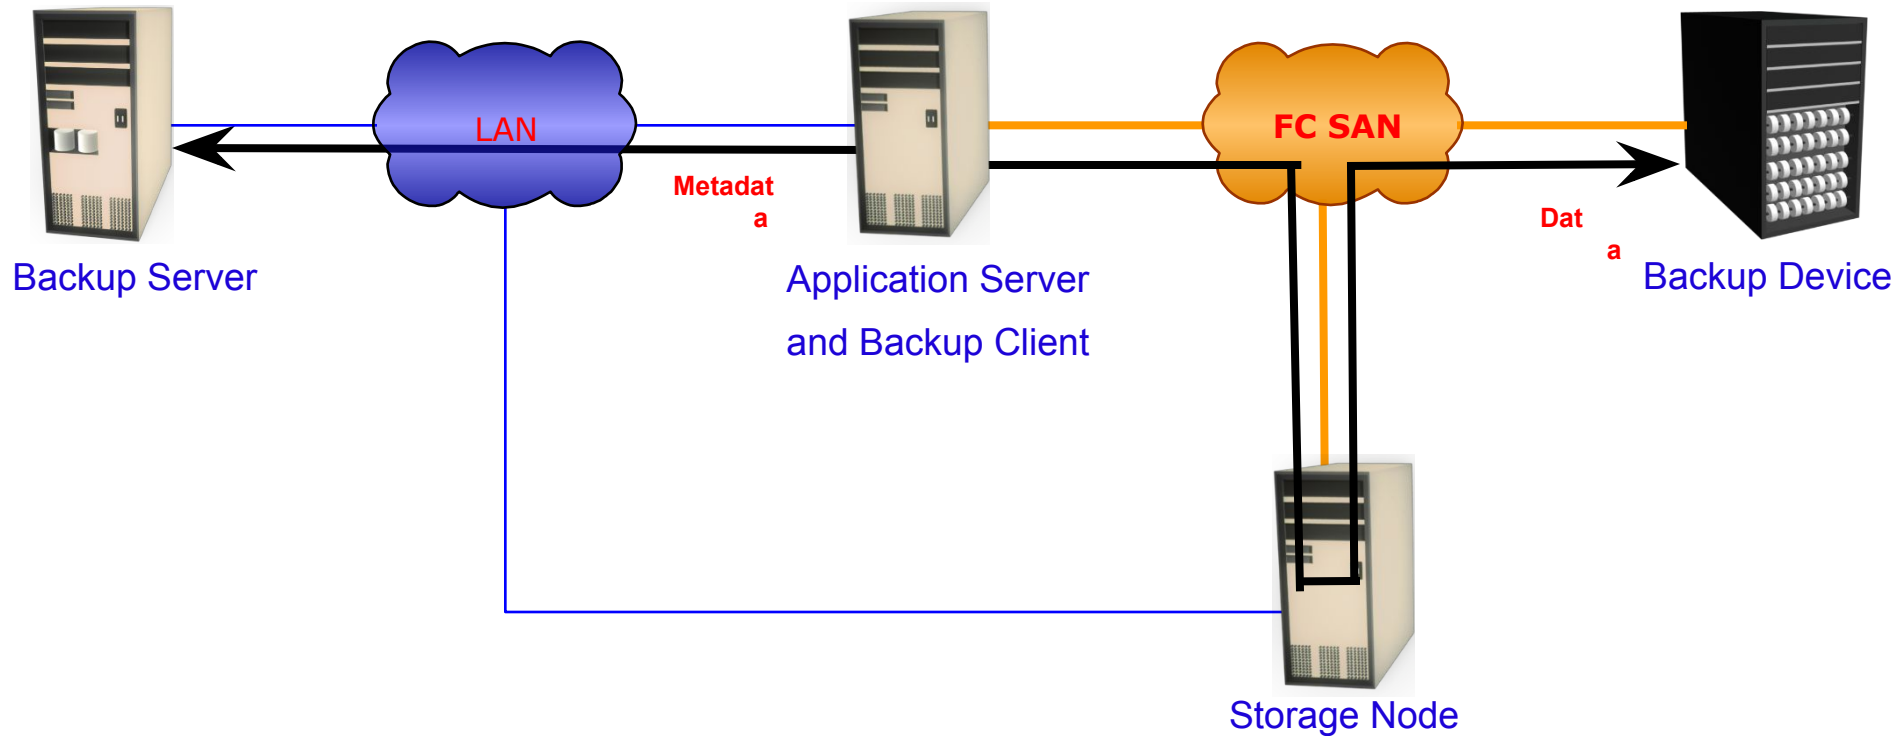 LAN
FC SAN
Metadat
a
Dat
a
Backup Server
Application Server
and Backup Client
Backup Device
Storage Node